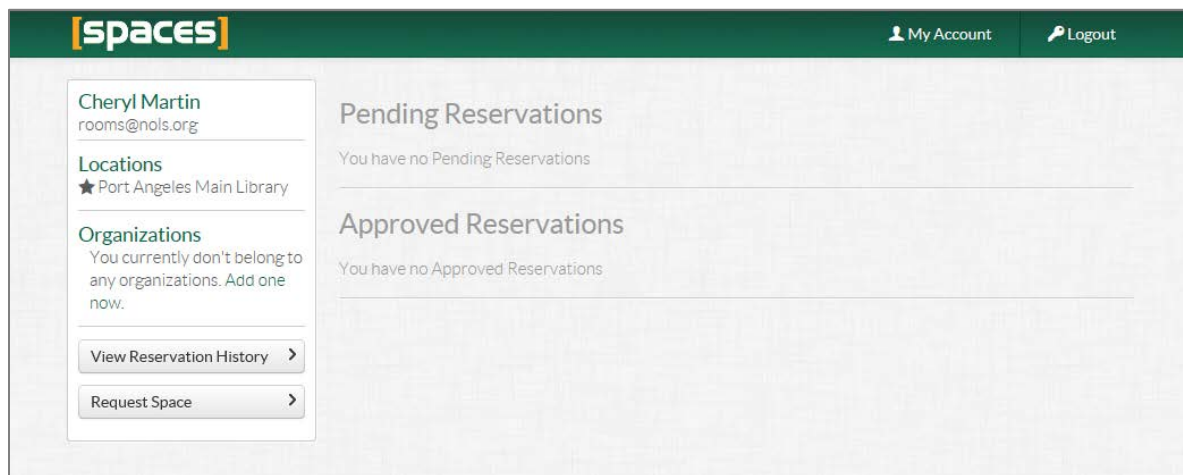 [spaces]
My Account
Logout
Cheryl Martin
rooms@nols.org
Locations
Port Angeles Main Library
Organizations
You currently don't belong to
any organizations. Add one
now.
View Reservation History
Request Space
Pending Reservations
You have no Pending Reservations
Approved Reservations
You have no Approved Reservations